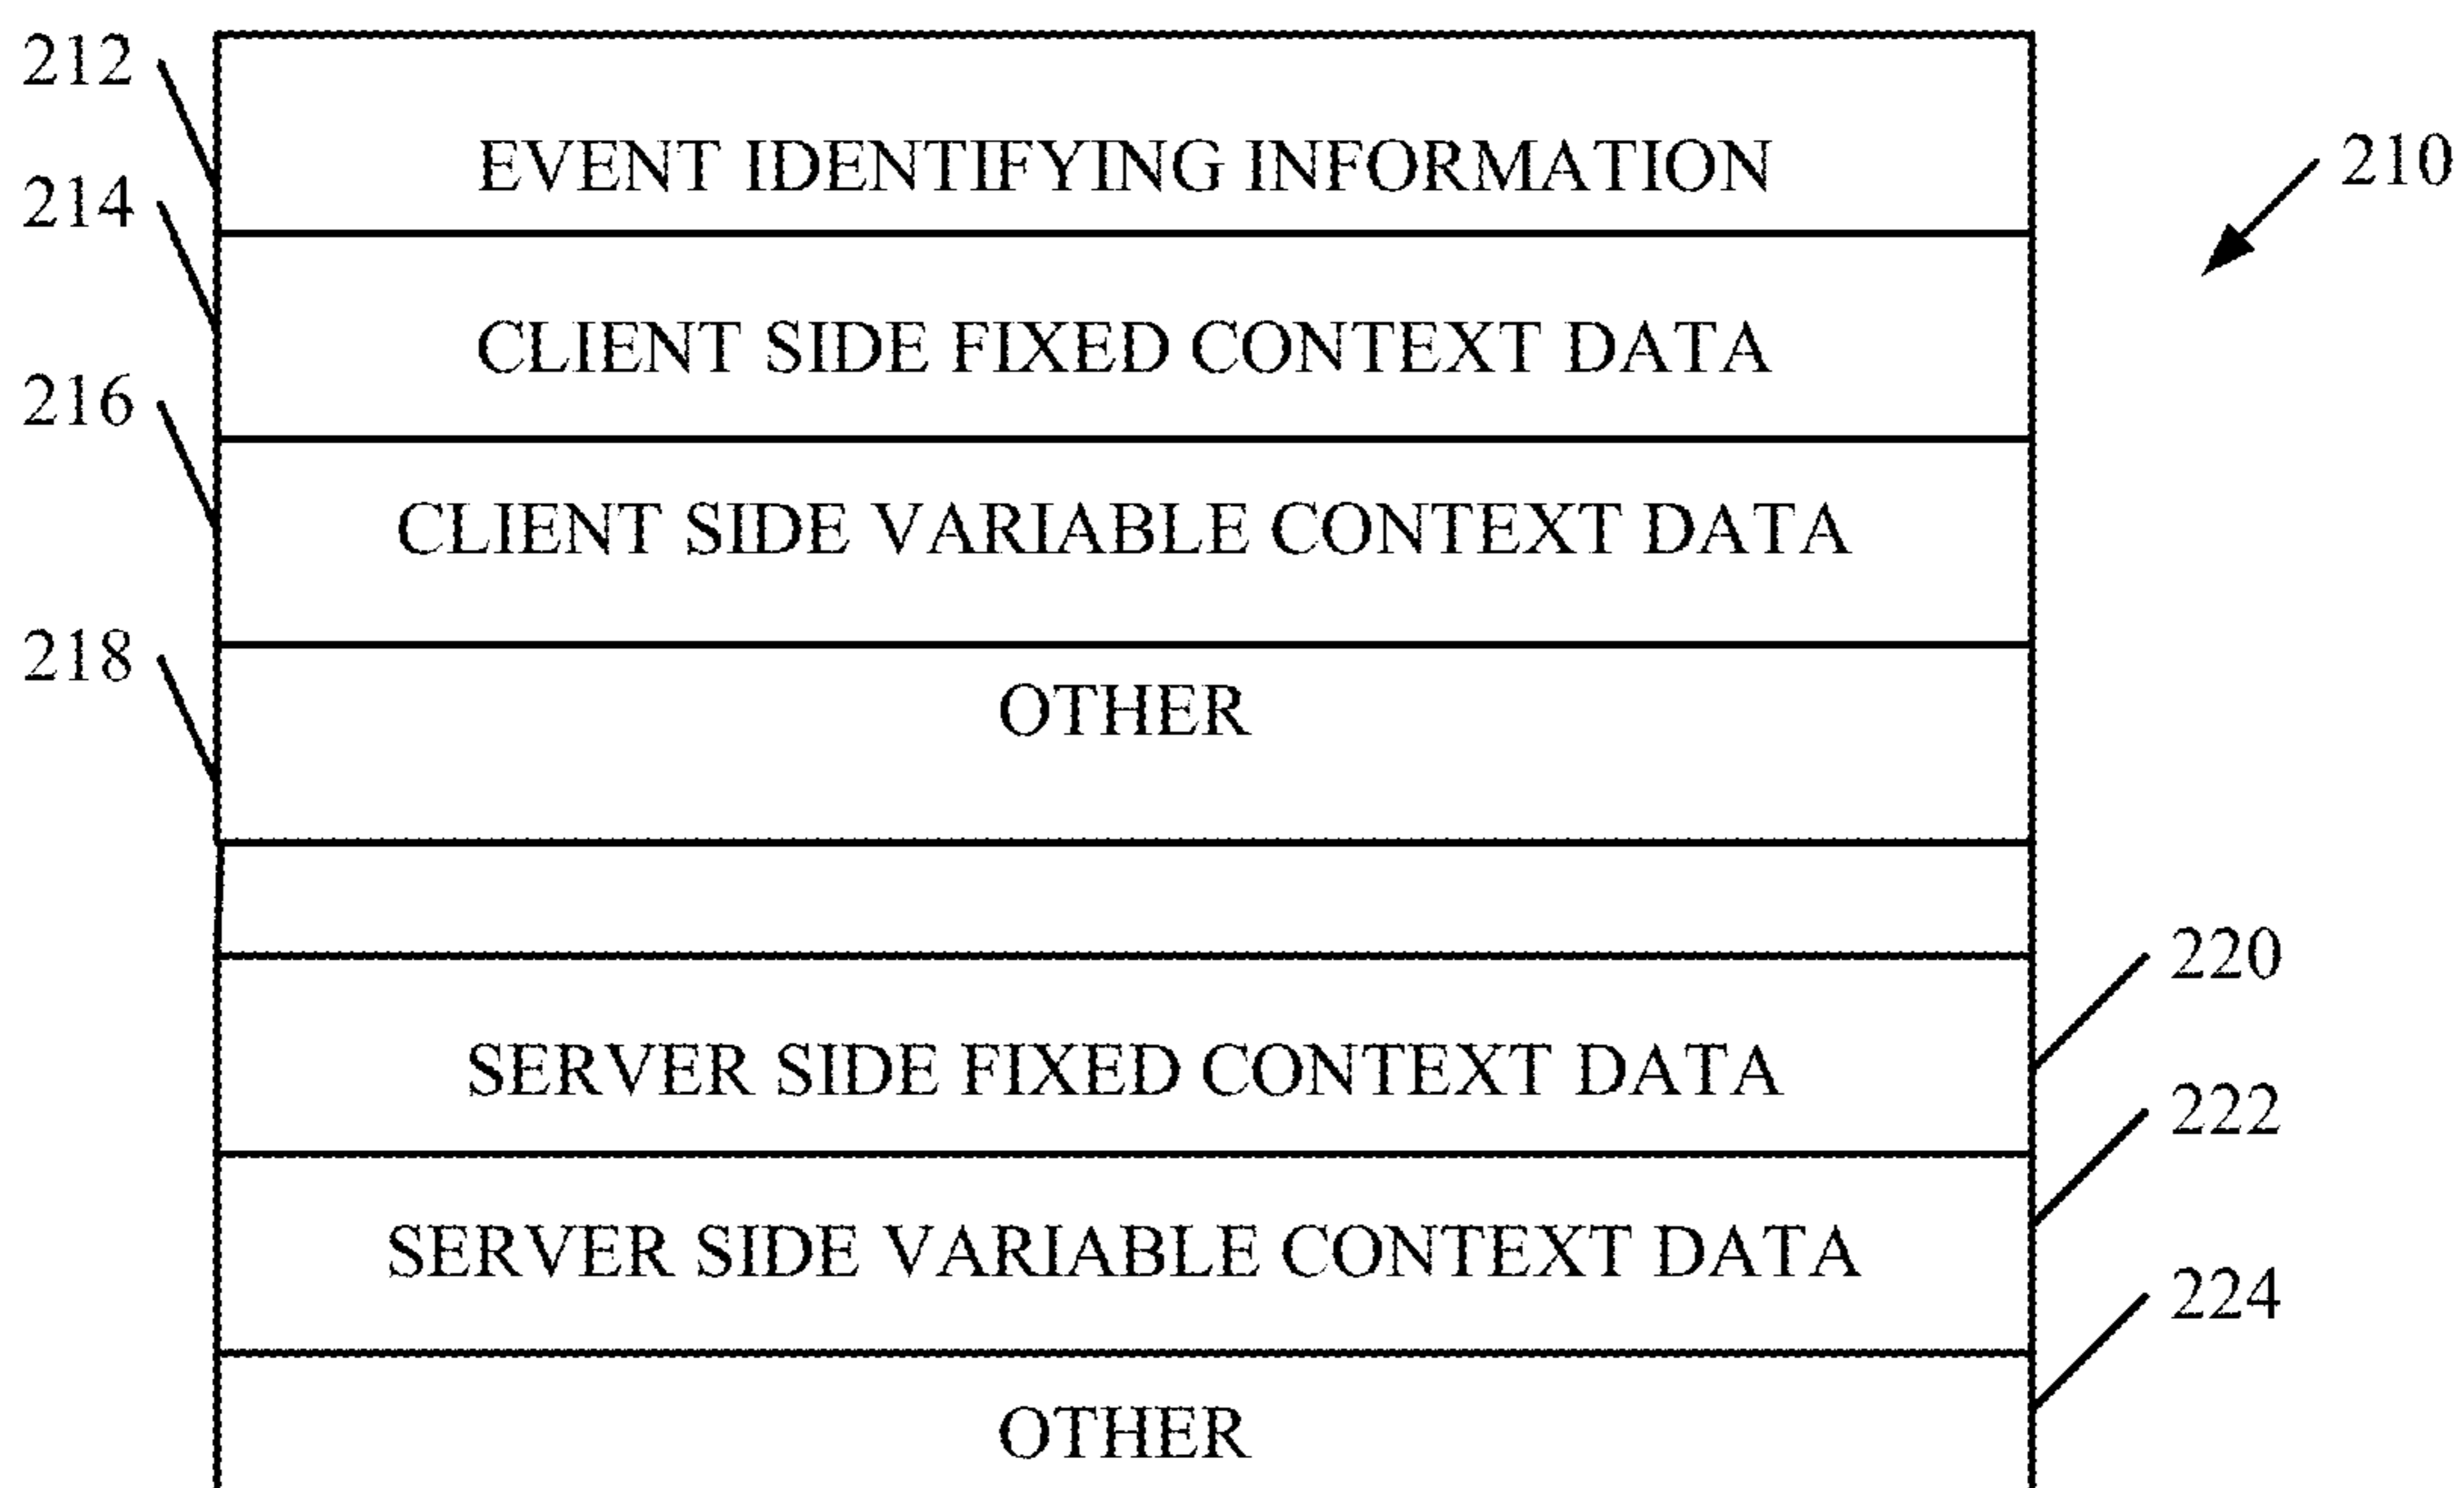 212
EVENT IDENTIFYING INFORMATION
210
214
CLIENT SIDE FIXED CONTEXT DATA
216
CLIENT SIDE VARIABLE CONTEXT DATA
218
OTHER
220
SERVER SIDE FIXED CONTEXT DATA
222
SERVER SIDE VARIABLE CONTEXT DATA
224
OTHER